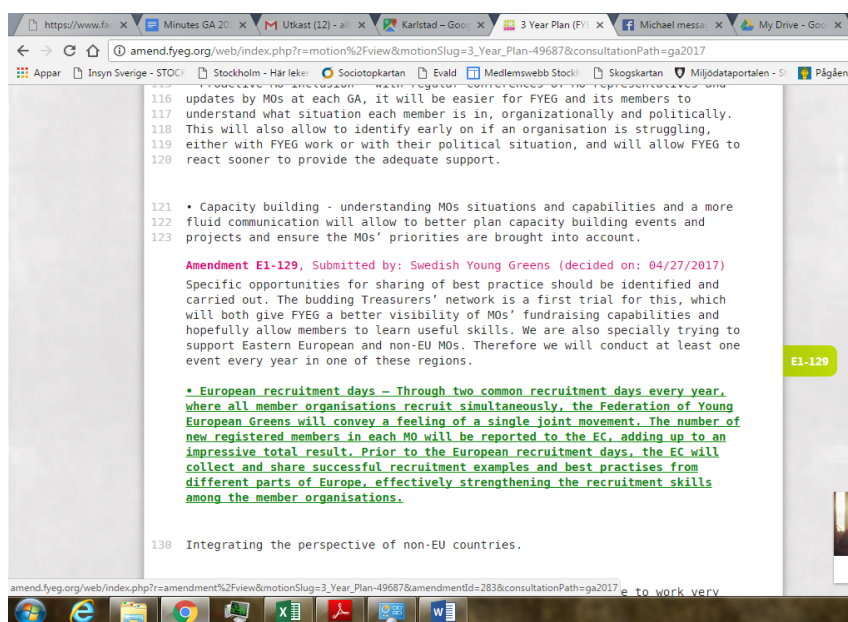 https://www.fa
Minutes GA 20
M Utkast (12) - al
Karlstad – Goo
3 Year Plan (FY
Michael messa
My Drive - Goo
amend.fyeg.org/web/index.php?r=motion%2Fview&motionSlug=3_Year_Plan-49687&consultationPath=ga2017
Appar Insyn Sverige - STOCK Stockholm - Här leker Sociotopkartan Evald Medlemswebb Stockh Skogskartan Miljödataportalen - St Pågåen
115 • Proactive MO inclusion - with regular conferences of MO representatives and
116 updates by MOs at each GA, it will be easier for FYEG and its members to
117 understand what situation each member is in, organizationally and politically.
118 This will also allow to identify early on if an organisation is struggling,
119 either with FYEG work or with their political situation, and will allow FYEG to
120 react sooner to provide the adequate support.
121 • Capacity building - understanding MOs situations and capabilities and a more
122 fluid communication will allow to better plan capacity building events and
123 projects and ensure the MOs’ priorities are brought into account.
Amendment E1-129, Submitted by: Swedish Young Greens (decided on: 04/27/2017)
Specific opportunities for sharing of best practice should be identified and
carried out. The budding Treasurers’ network is a first trial for this, which
will both give FYEG a better visibility of MOs’ fundraising capabilities and
hopefully allow members to learn useful skills. We are also specially trying to
support Eastern European and non-EU MOs. Therefore we will conduct at least one
event every year in one of these regions.
E1-129
• European recruitment days – Through two common recruitment days every year,
where all member organisations recruit simultaneously, the Federation of Young
European Greens will convey a feeling of a single joint movement. The number of
new registered members in each MO will be reported to the EC, adding up to an
impressive total result. Prior to the European recruitment days, the EC will
collect and share successful recruitment examples and best practises from
different parts of Europe, effectively strengthening the recruitment skills
among the member organisations.
130 Integrating the perspective of non-EU countries.
amend.fyeg.org/web/index.php?r=amendment%2Fview&motionSlug=3_Year_Plan-49687&amendmentId=283&consultationPath=ga2017
e to work very